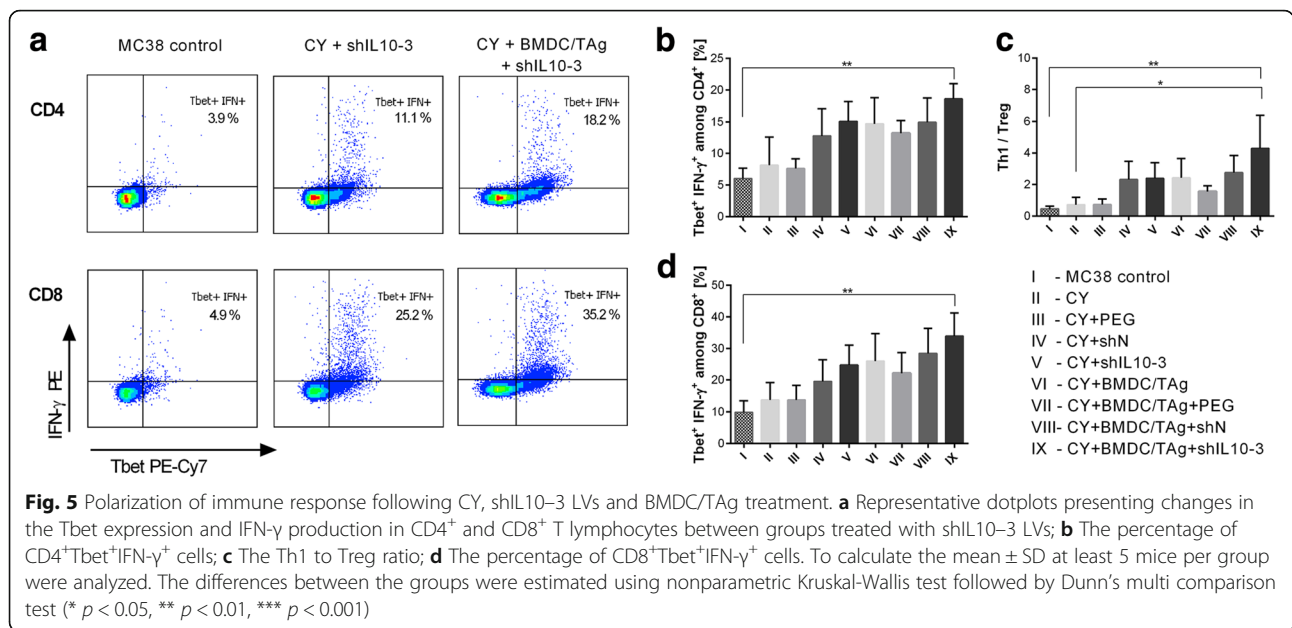 a
MC38 control
CY + shIL10-3
CY + BMDC/TAg
+ shIL10-3
CD4
Tbet+ IFN+
3.9 %
Tbet+ IFN+
11.1 %
Tbet+ IFN+
18.2 %
CD8
Tbet+ IFN+
4.9 %
Tbet+ IFN+
25.2 %
Tbet+ IFN+
35.2 %
IFN-γ PE
Tbet PE-Cy7
b
Tbet⁺ IFN-γ⁺ among CD4⁺ [%]
25
20
15
10
5
0
**
I
II
III
IV
V
VI
VII
VIII
IX
c
Th1 / Treg
8
6
4
2
0
**
*
I
II
III
IV
V
VI
VII
VIII
IX
d
Tbet⁺ IFN-γ⁺ among CD8⁺ [%]
50
40
30
20
10
0
**
I
II
III
IV
V
VI
VII
VIII
IX
I - MC38 control
II - CY
III - CY+PEG
IV - CY+shN
V - CY+shIL10-3
VI - CY+BMDC/TAg
VII - CY+BMDC/TAg+PEG
VIII- CY+BMDC/TAg+shN
IX - CY+BMDC/TAg+shIL10-3
Fig. 5 Polarization of immune response following CY, shIL10–3 LVs and BMDC/TAg treatment. a Representative dotplots presenting changes in
the Tbet expression and IFN-γ production in CD4⁺ and CD8⁺ T lymphocytes between groups treated with shIL10–3 LVs; b The percentage of
CD4⁺Tbet⁺IFN-γ⁺ cells; c The Th1 to Treg ratio; d The percentage of CD8⁺Tbet⁺IFN-γ⁺ cells. To calculate the mean ± SD at least 5 mice per group
were analyzed. The differences between the groups were estimated using nonparametric Kruskal-Wallis test followed by Dunn's multi comparison
test (* p < 0.05, ** p < 0.01, *** p < 0.001)